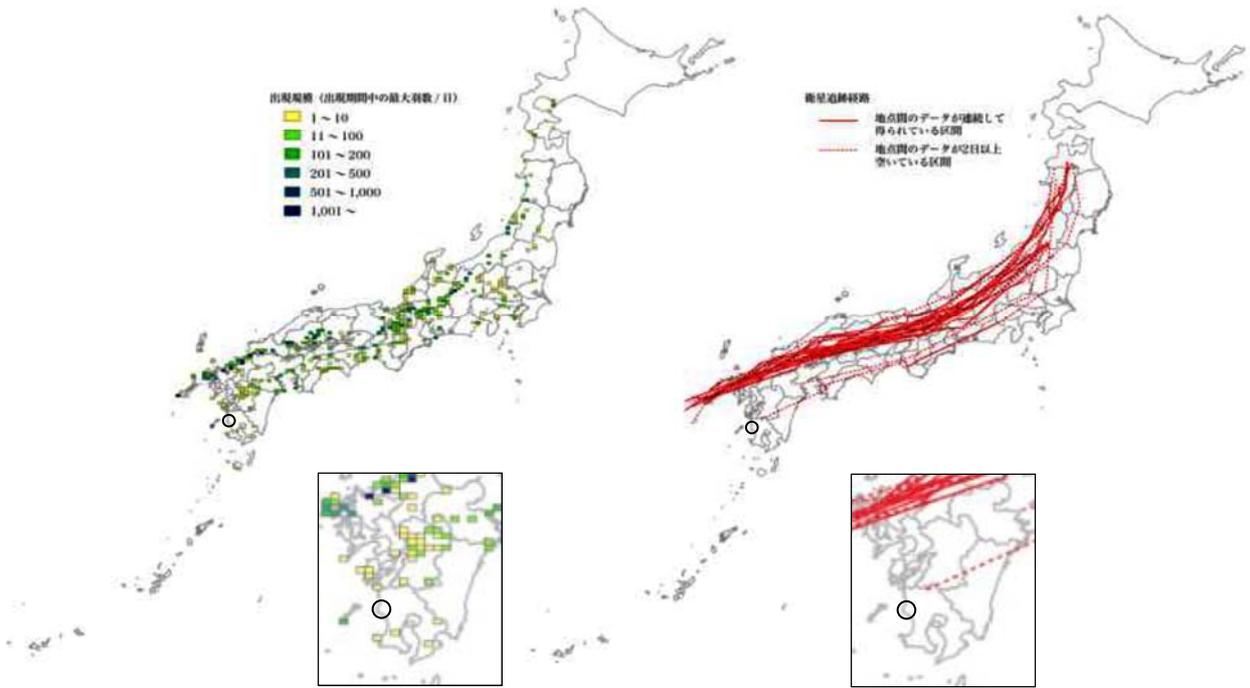 出現規模（出現期間中の最大羽数 / 日）
1 ～ 10
11 ～ 100
101 ～ 200
201 ～ 500
501 ～ 1,000
1,001 ～
衛星追跡経路
地点間のデータが連続して
得られている区間
地点間のデータが2日以上
空いている区間